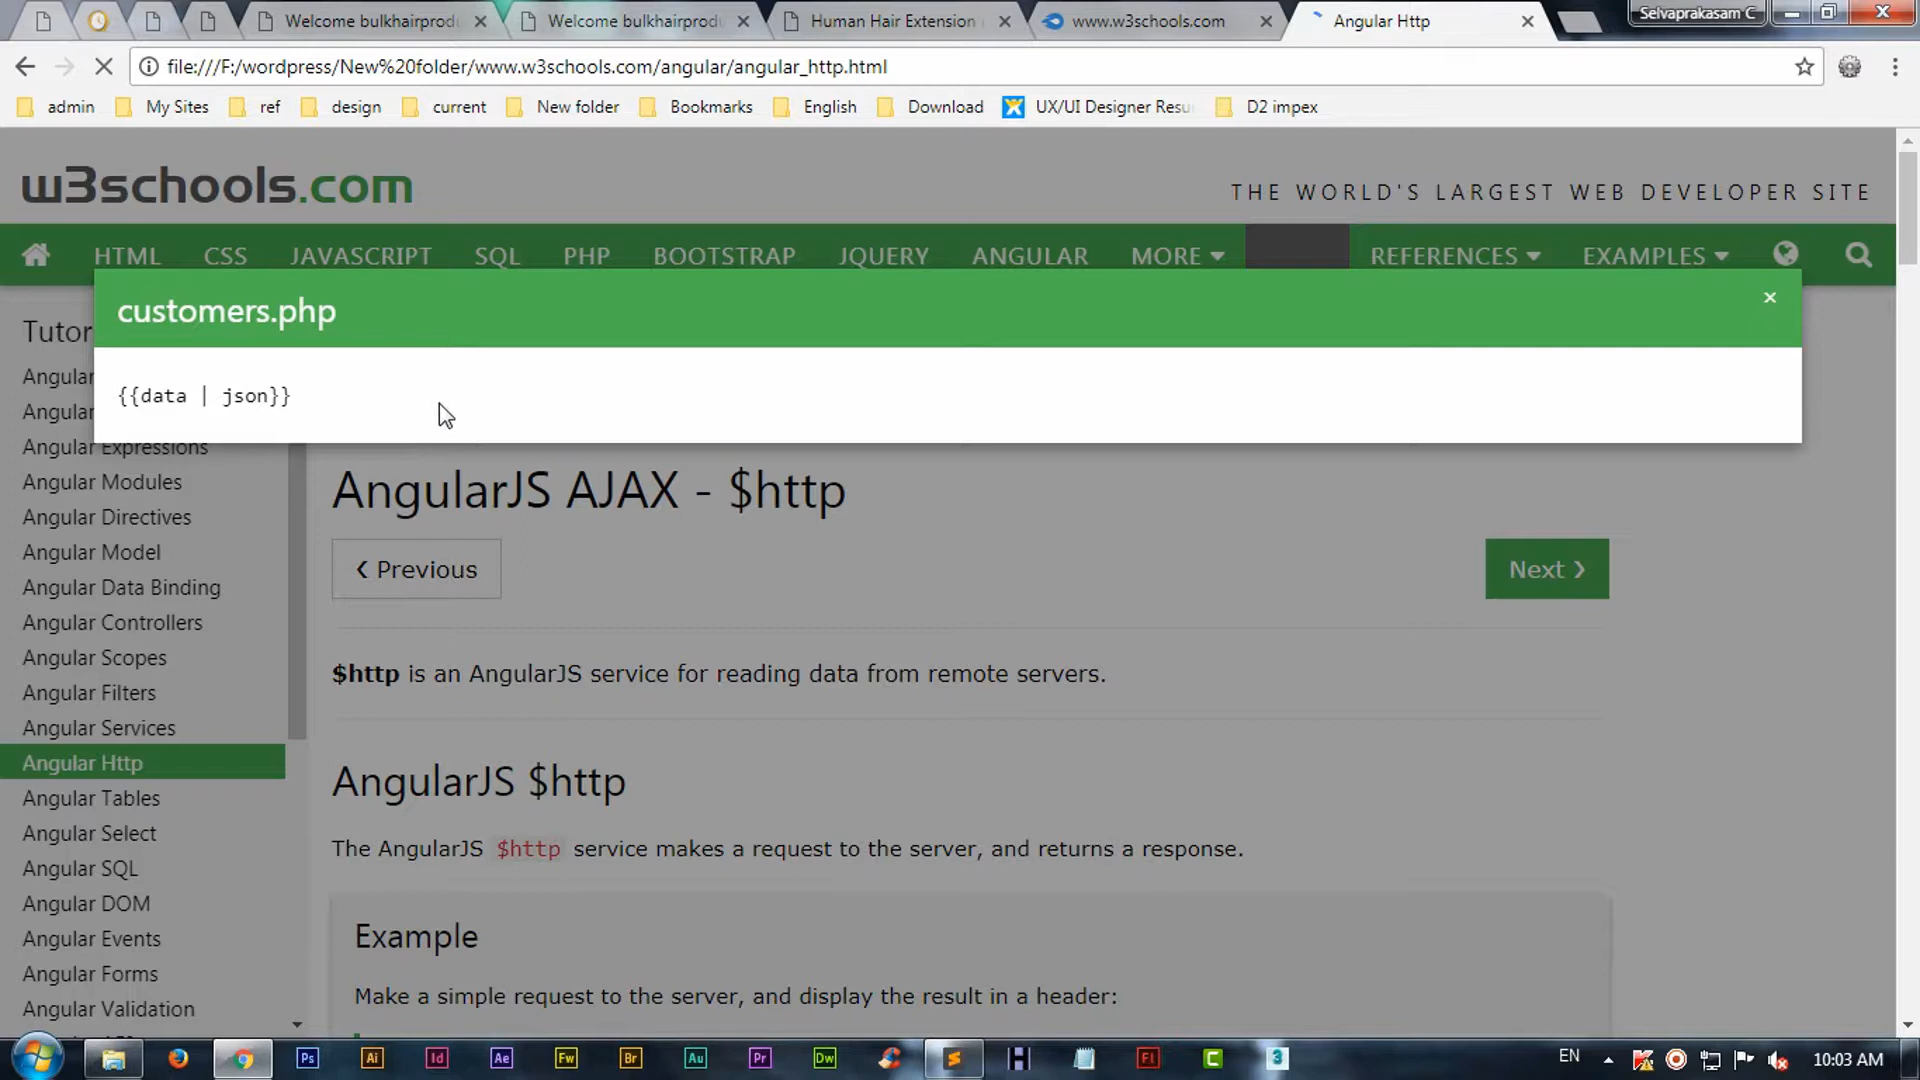 Welcome bulkhairprodu
Welcome bulkhairprodu
Human Hair Extension
www.w3schools.com
Angular Http
Selvaprakasam C
file:///F:/wordpress/New%20folder/www.w3schools.com/angular/angular_http.html
admin
My Sites
ref
design
current
New folder
Bookmarks
English
Download
UX/UI Designer Resu
D2 impex
w3schools.com
THE WORLD'S LARGEST WEB DEVELOPER SITE
HTML
CSS
JAVASCRIPT
SQL
PHP
BOOTSTRAP
JQUERY
ANGULAR
MORE
REFERENCES
EXAMPLES
customers.php
×
{{data | json}}
Tutor
Angular
Angular
Angular Expressions
Angular Modules
Angular Directives
Angular Model
Angular Data Binding
Angular Controllers
Angular Scopes
Angular Filters
Angular Services
Angular Http
Angular Tables
Angular Select
Angular SQL
Angular DOM
Angular Events
Angular Forms
Angular Validation
AngularJS AJAX - $http
❮ Previous
Next ❯
$http is an AngularJS service for reading data from remote servers.
AngularJS $http
The AngularJS $http service makes a request to the server, and returns a response.
Example
Make a simple request to the server, and display the result in a header:
Ps
Ai
Id
Ae
Fw
Br
Au
Pr
Dw
S
H
Fl
C
3
EN
10:03 AM